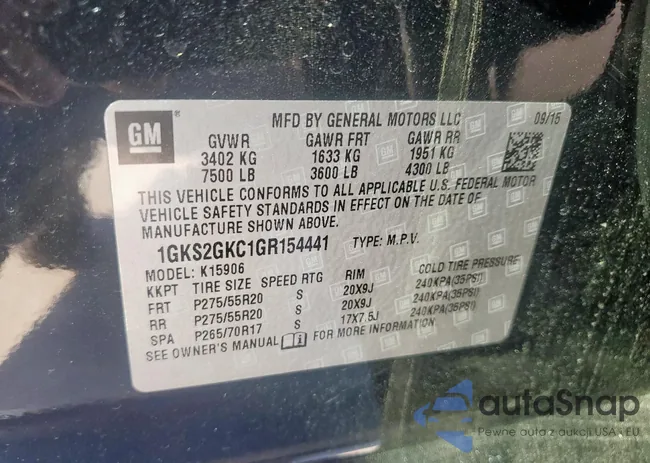 GM
MFD BY GENERAL MOTORS LLC 09/15
GVWR GAWR FRT GAWR RR
3402 KG 1633 KG 1951 KG
7500 LB 3600 LB 4300 LB
THIS VEHICLE CONFORMS TO ALL APPLICABLE U.S. FEDERAL MOTOR
VEHICLE SAFETY STANDARDS IN EFFECT ON THE DATE OF
MANUFACTURE SHOWN ABOVE.
1GKS2GKC1GR154441 TYPE: M.P.V.
MODEL: K15906
KKPT TIRE SIZE SPEED RTG RIM COLD TIRE PRESSURE
FRT P275/55R20 S 20X9J 240KPA(35PSI)
RR P275/55R20 S 20X9J 240KPA(35PSI)
SPA P265/70R17 S 17X7.5J 240KPA(35PSI)
SEE OWNER'S MANUAL FOR MORE INFORMATION
autaSnap
Pewne auta z aukcji USA i EU